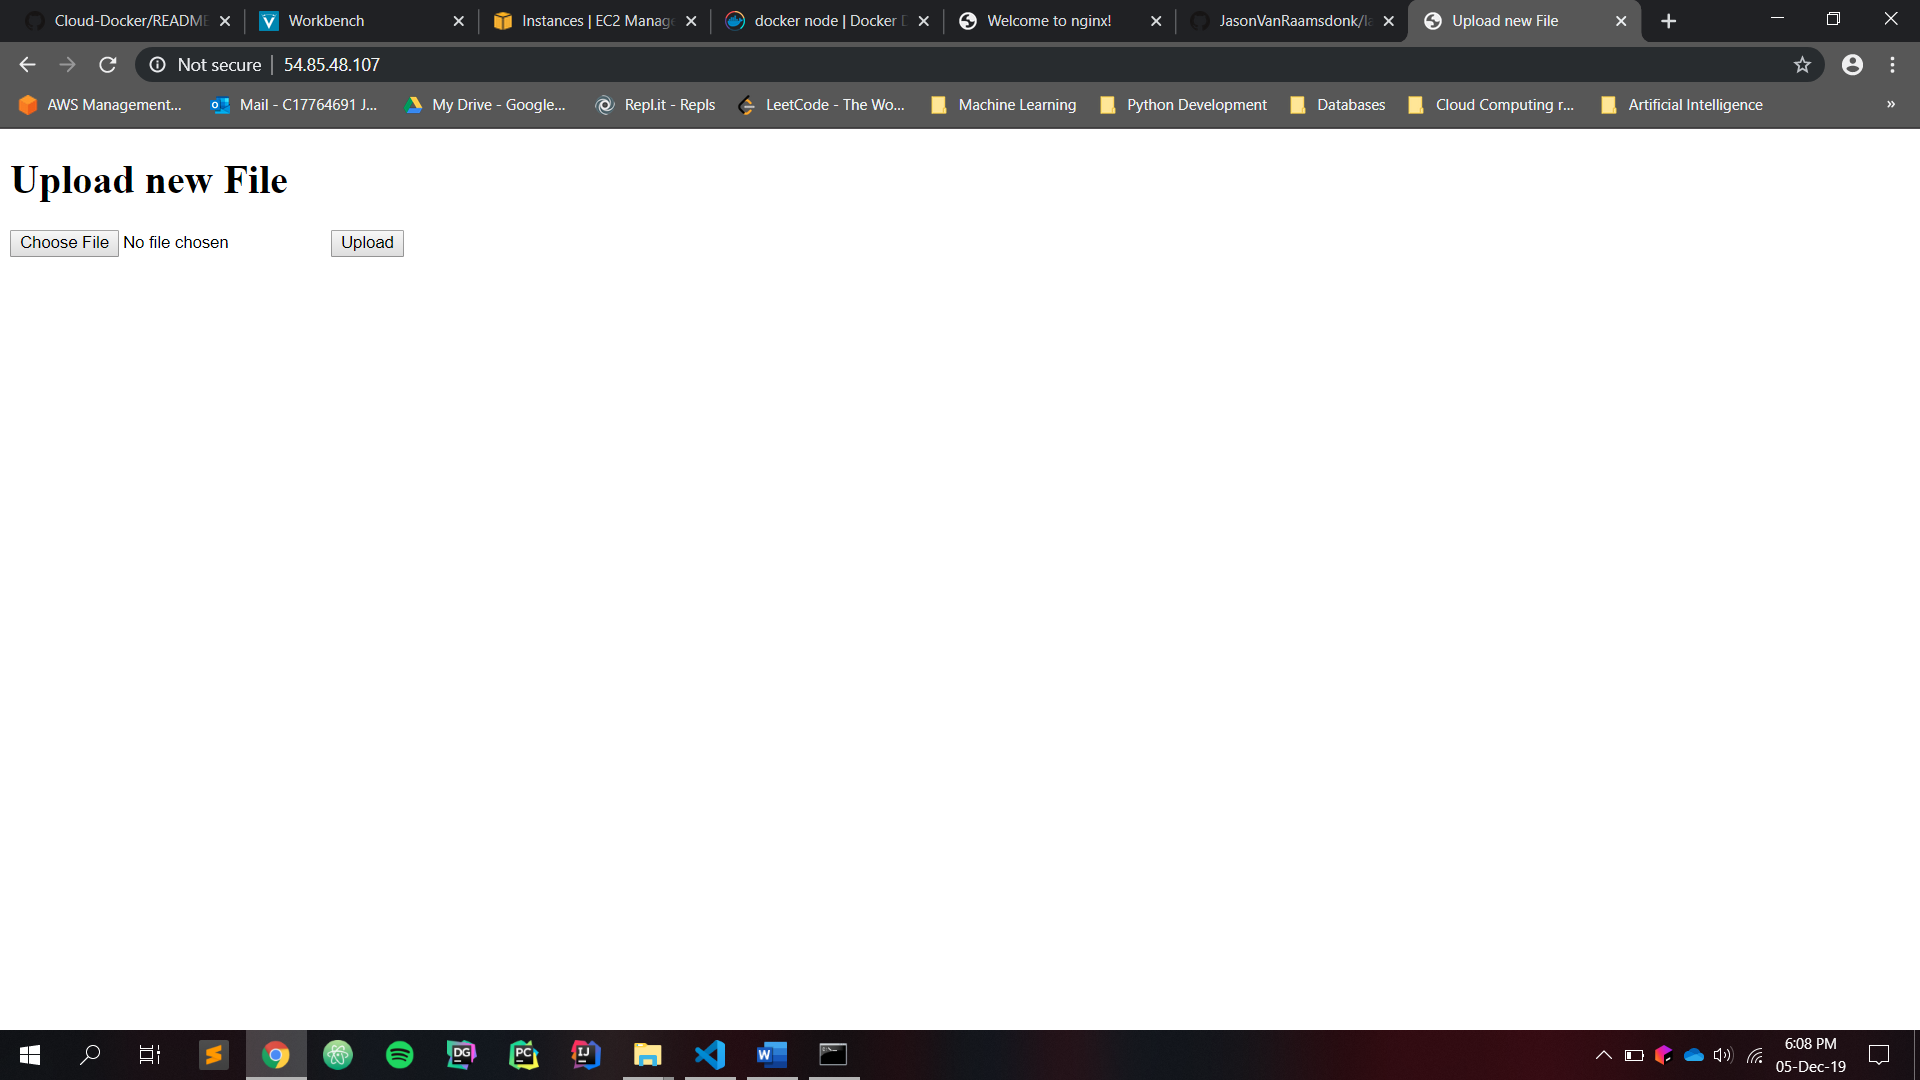 Cloud-Docker/README
Workbench
Instances | EC2 Manage
docker node | Docker D
Welcome to nginx!
JasonVanRaamsdonk/la
Upload new File
Not secure
54.85.48.107
AWS Management...
Mail - C17764691 J...
My Drive - Google...
Repl.it - Repls
LeetCode - The Wo...
Machine Learning
Python Development
Databases
Cloud Computing r...
Artificial Intelligence
»
Upload new File
Choose File No file chosen
Upload
6:08 PM
05-Dec-19